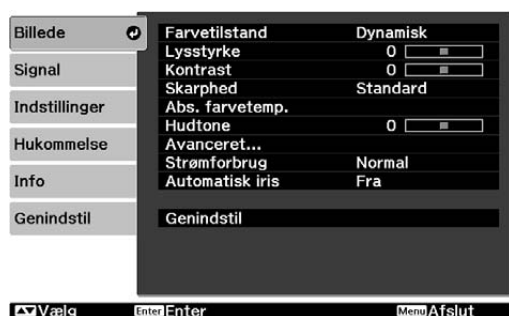 Billede
Signal
Indstillinger
Hukommelse
Info
Genindstil
Farvetilstand Dynamisk
Lysstyrke 0
Kontrast 0
Skarphed Standard
Abs. farvetemp.
Hudtone 0
Avanceret...
Strømforbrug Normal
Automatisk iris Fra
Genindstil
Vælg Enter Enter Menu Afslut